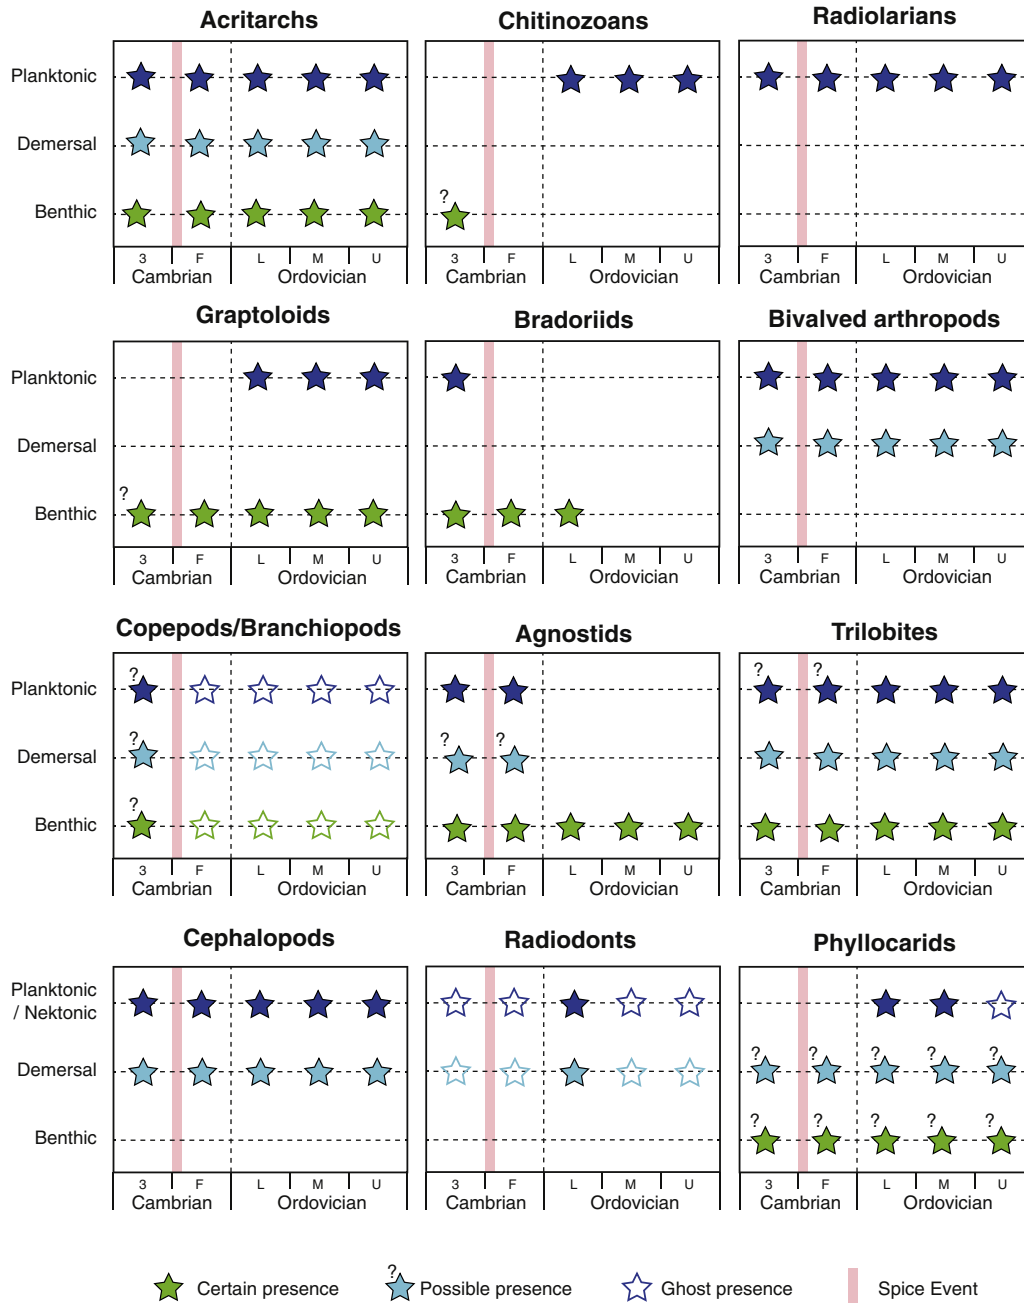 Acritarchs Chitinozoans Radiolarians
Planktonic
Demersal
Benthic ?
3 F L M U 3 F L M U 3 F L M U
Cambrian Ordovician Cambrian Ordovician Cambrian Ordovician
Graptoloids Bradoriids Bivalved arthropods
Planktonic
Demersal
Benthic ?
3 F L M U 3 F L M U 3 F L M U
Cambrian Ordovician Cambrian Ordovician Cambrian Ordovician
Copepods/Branchiopods Agnostids Trilobites
Planktonic ? ? ?
Demersal ? ? ?
Benthic ?
3 F L M U 3 F L M U 3 F L M U
Cambrian Ordovician Cambrian Ordovician Cambrian Ordovician
Cephalopods Radiodonts Phyllocarids
Planktonic
/ Nektonic
Demersal ? ? ? ? ?
Benthic ? ? ? ? ?
3 F L M U 3 F L M U 3 F L M U
Cambrian Ordovician Cambrian Ordovician Cambrian Ordovician
Certain presence ? Possible presence Ghost presence Spice Event